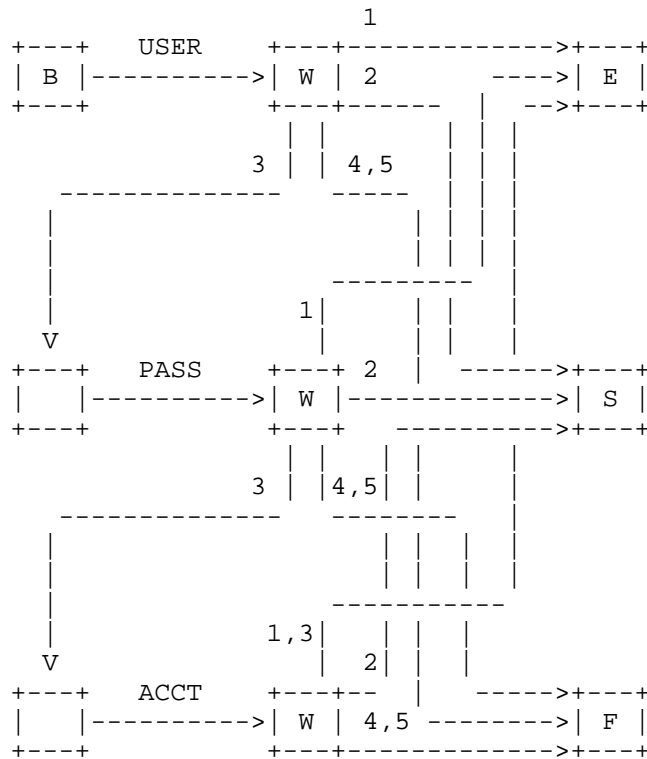 1
USER
B W 2 E
3 4,5
1
V
PASS 2
W S
3 4,5
1,3
V 2
ACCT
W 4,5 F